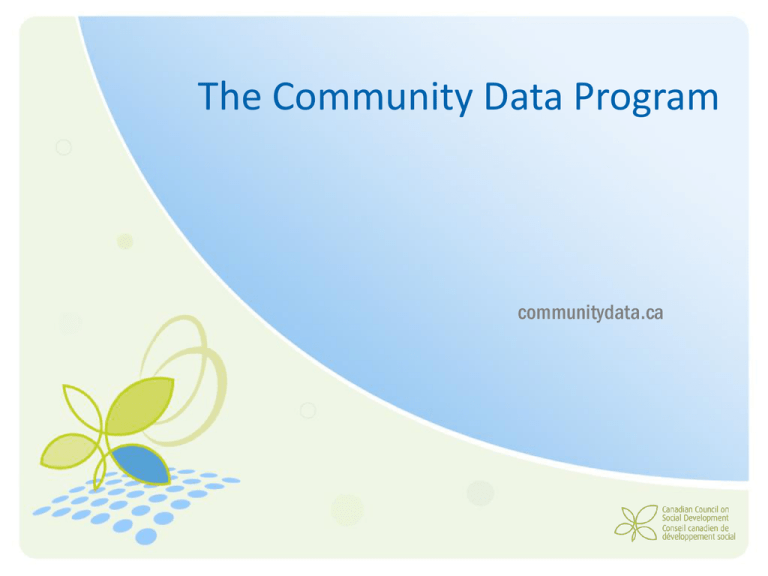 The Community Data Program
communitydata.ca
Canadian Council on
Social Development
Conseil canadien de
développement social